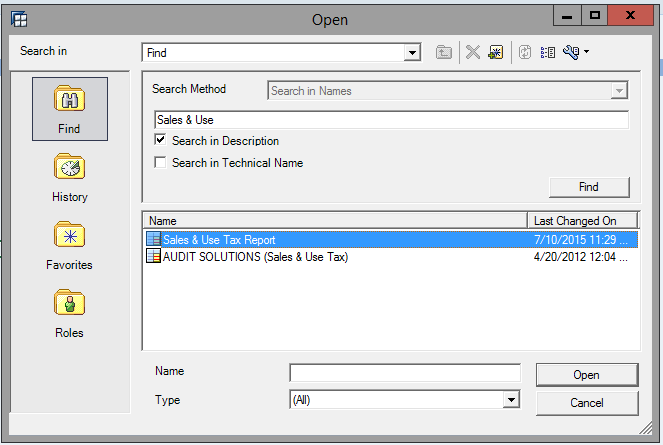 Open
Search in
Find
Find
History
Favorites
Roles
Search Method
Search in Names
Sales & Use
Search in Description
Search in Technical Name
Find
Name
Last Changed On
Sales & Use Tax Report
7/10/2015 11:29 ...
AUDIT SOLUTIONS (Sales & Use Tax)
4/20/2012 12:04 ...
Name
Open
Type
(All)
Cancel